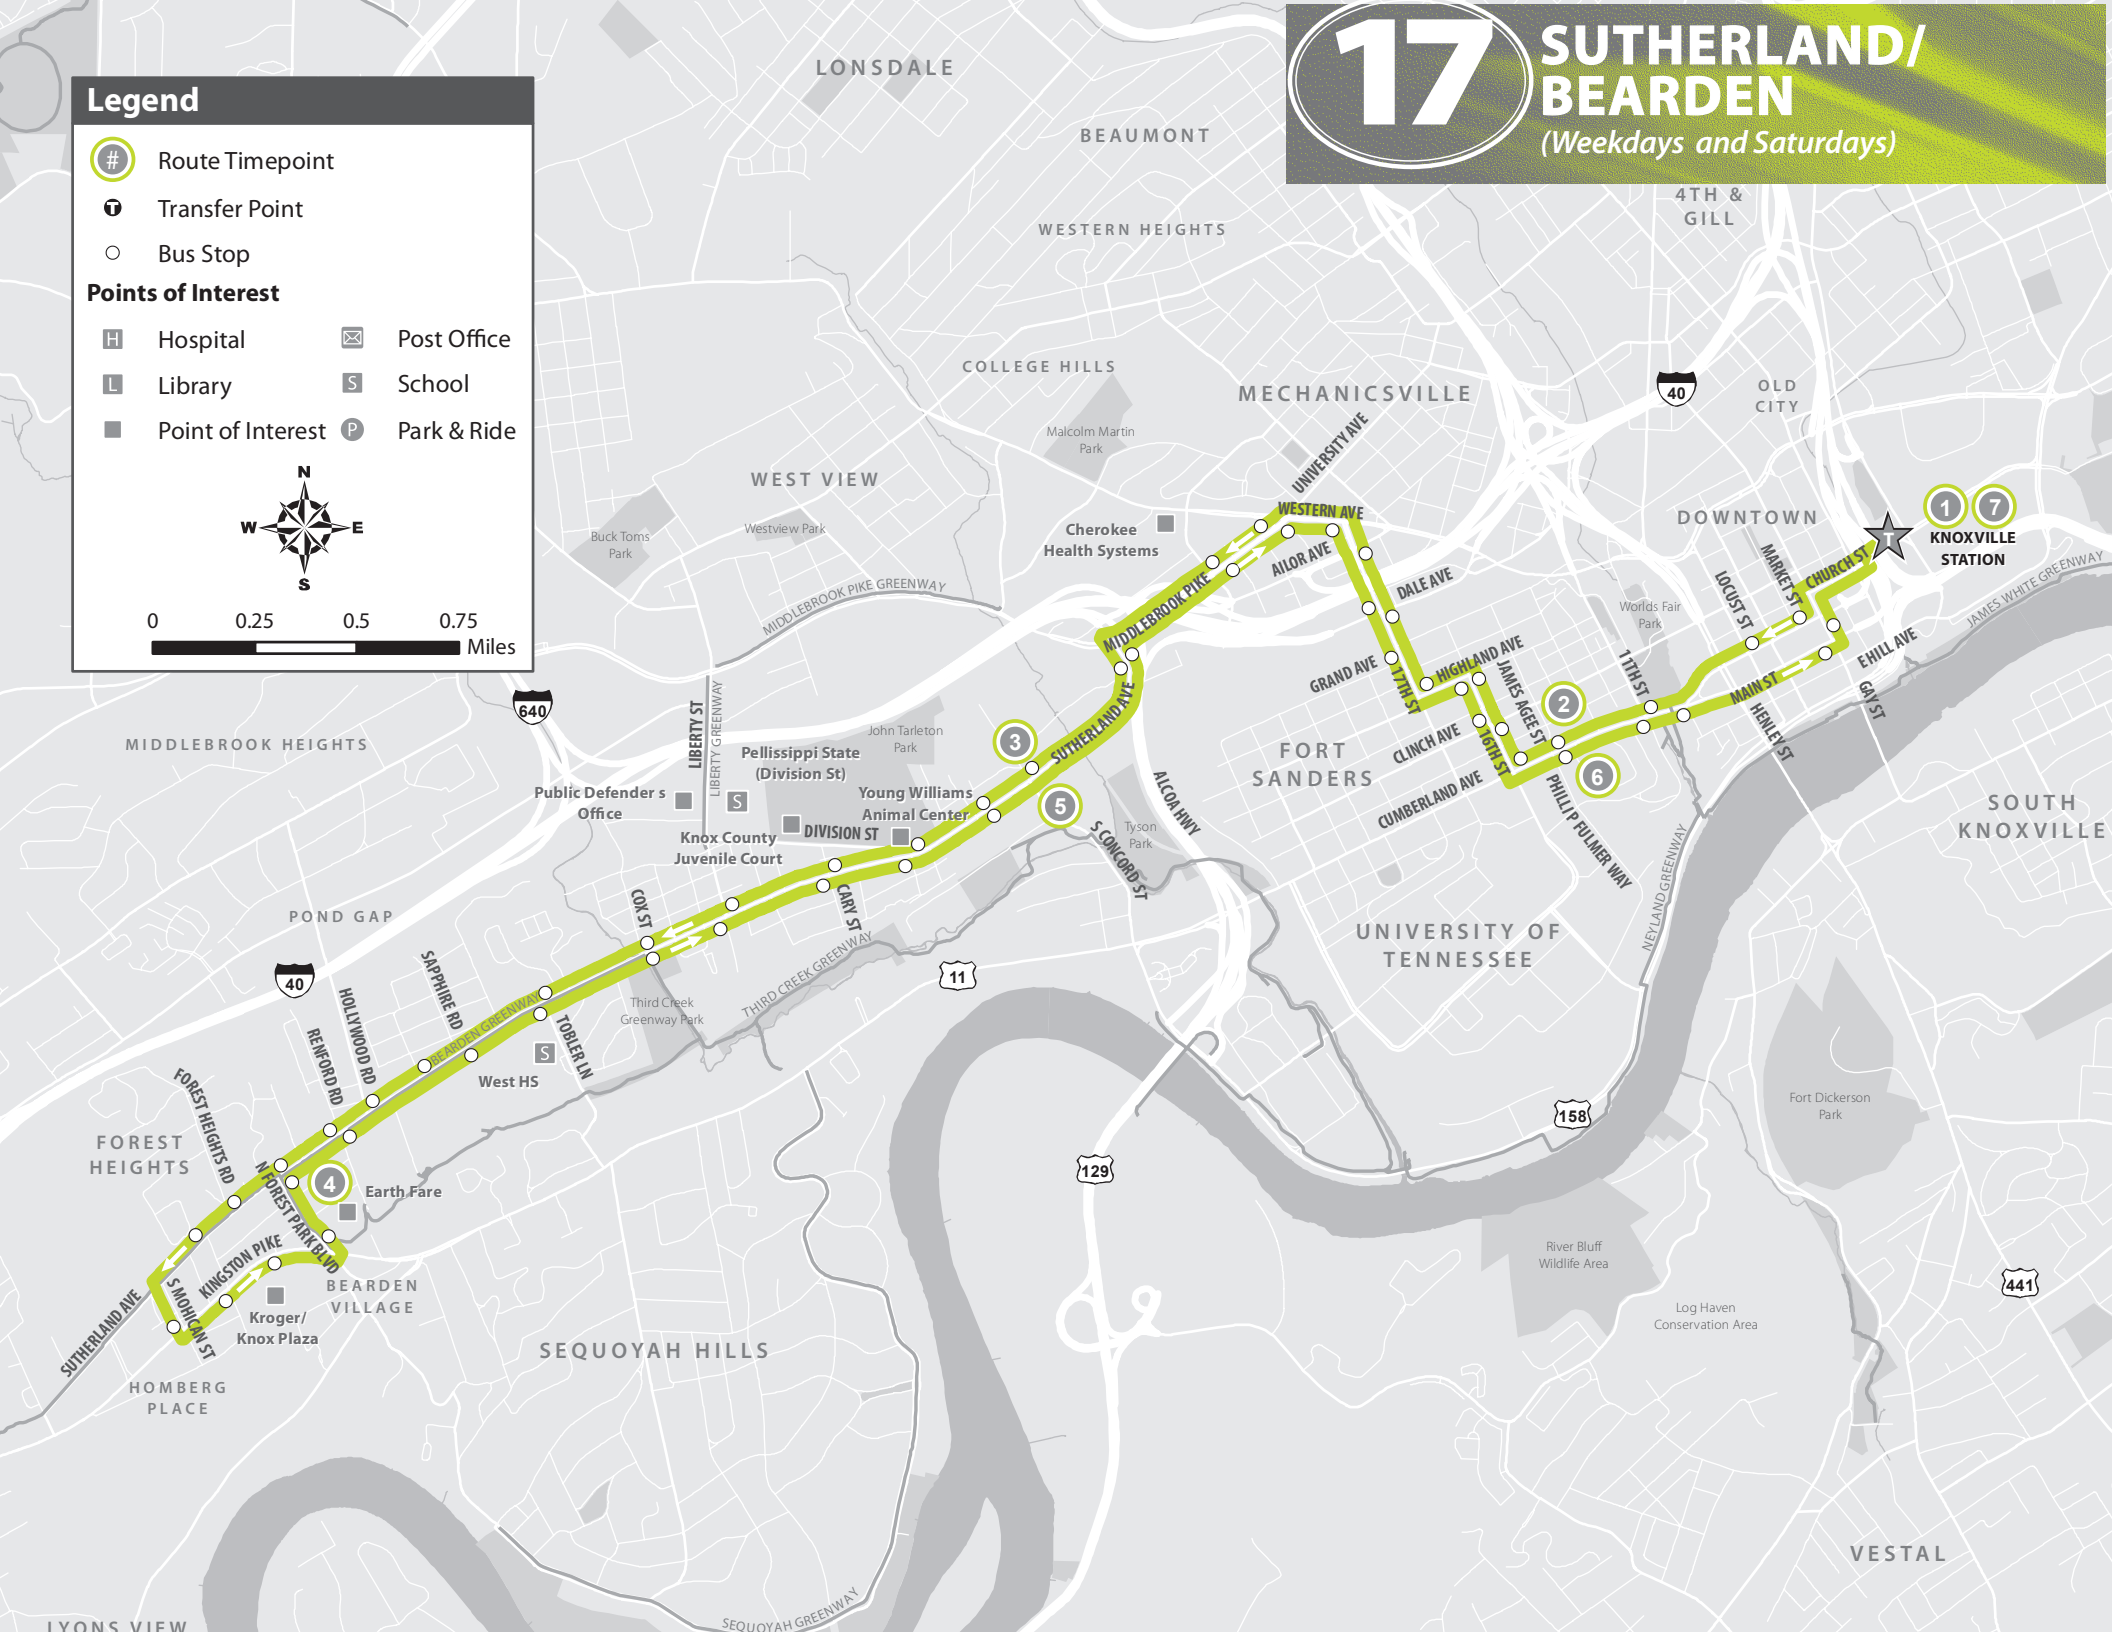 17
SUTHERLAND/
BEARDEN
(Weekdays and Saturdays)
Legend
#
Route Timepoint
T
Transfer Point
Bus Stop
Points of Interest
H
Hospital
Post Office
L
Library
S
School
Point of Interest
P
Park & Ride
N
W
E
S
0
0.25
0.5
0.75
Miles
LONSDALE
BEAUMONT
WESTERN HEIGHTS
4TH &
GILL
COLLEGE HILLS
MECHANICSVILLE
40
OLD
CITY
Malcolm Martin
Park
UNIVERSITY AVE
WEST VIEW
Westview Park
Buck Toms
Park
Cherokee
Health Systems
WESTERN AVE
AILOR AVE
DALE AVE
DOWNTOWN
1
7
T
KNOXVILLE
STATION
MARKET ST
CHURCH ST
LOCUST ST
JAMES WHITE GREENWAY
MIDDLEBROOK PIKE GREENWAY
MIDDLEBROOK PIKE
Worlds Fair
Park
E HILL AVE
GAY ST
MAIN ST
HENLEY ST
11TH ST
HIGHLAND AVE
GRAND AVE
17TH ST
JAMES AGEE ST
2
CLINCH AVE
16TH ST
6
CUMBERLAND AVE
PHILLIP FULMER WAY
FORT
SANDERS
640
MIDDLEBROOK HEIGHTS
LIBERTY ST
LIBERTY GREENWAY
John Tarleton
Park
3
SUTHERLAND AVE
Pellissippi State
(Division St)
Public Defender s
Office
S
Young Williams
Animal Center
DIVISION ST
Knox County
Juvenile Court
5
ALCOA HWY
Tyson
Park
S CONCORD ST
SOUTH
KNOXVILLE
NEYLAND GREENWAY
POND GAP
COX ST
CARY ST
THIRD CREEK GREENWAY
UNIVERSITY OF
TENNESSEE
11
40
SAPPHIRE RD
HOLLYWOOD RD
RENFORD RD
BEARDEN GREENWAY
Third Creek
Greenway Park
TOBLER LN
S
West HS
FOREST HEIGHTS RD
FOREST
HEIGHTS
158
Fort Dickerson
Park
129
N FOREST PARK BLVD
4
Earth Fare
KINGSTON PIKE
BEARDEN
VILLAGE
S MOHICAN ST
Kroger/
Knox Plaza
SUTHERLAND AVE
River Bluff
Wildlife Area
441
Log Haven
Conservation Area
SEQUOYAH HILLS
HOMBERG
PLACE
VESTAL
SEQUOYAH GREENWAY
LYONS VIEW